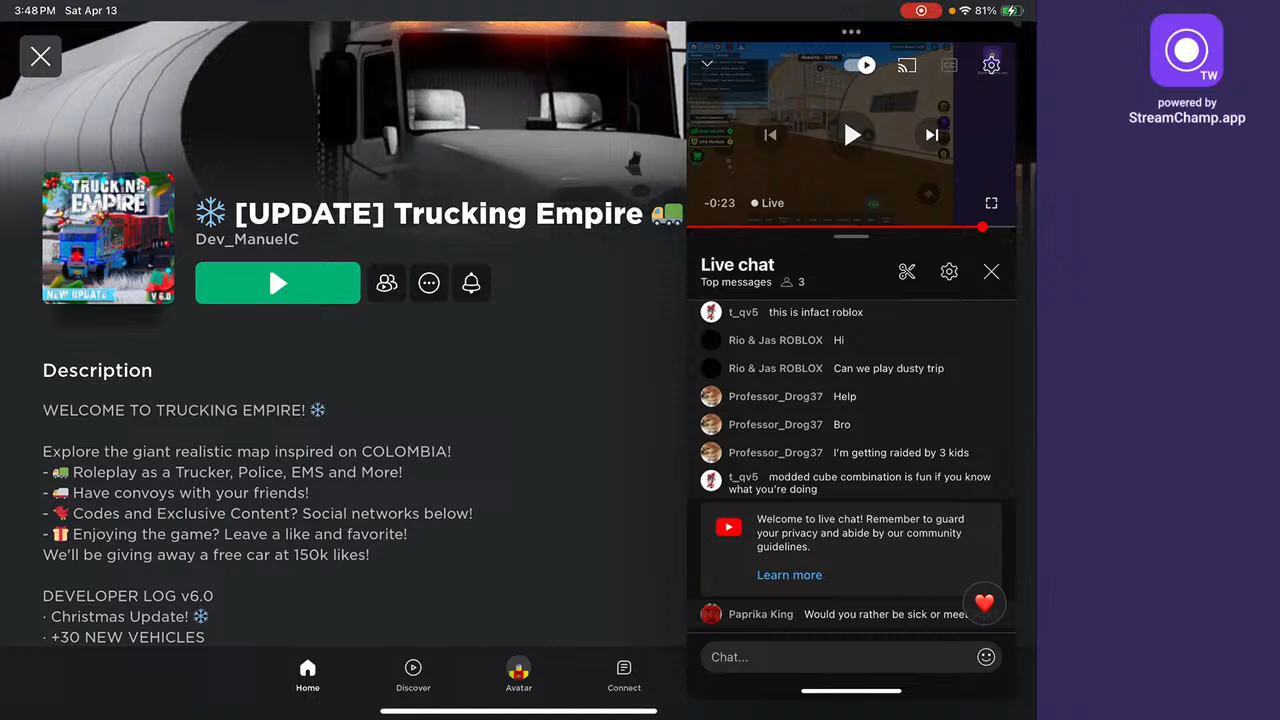 3:48 PM Sat Apr 13
81%
TRUCKING
EMPIRE
NEW UPDATE
V 6.0
❄️ [UPDATE] Trucking Empire 🚛
Dev_ManuelC
Description
WELCOME TO TRUCKING EMPIRE! ❄️
Explore the giant realistic map inspired on COLOMBIA!
- 🚛 Roleplay as a Trucker, Police, EMS and More!
- 🚚 Have convoys with your friends!
- 🐦 Codes and Exclusive Content? Social networks below!
- 🎁 Enjoying the game? Leave a like and favorite!
We'll be giving away a free car at 150k likes!
DEVELOPER LOG v6.0
· Christmas Update! ❄️
· +30 NEW VEHICLES
Home
Discover
Avatar
Connect
CC
-0:23
Live
Live chat
Top messages 3
t_qv5 this is infact roblox
Rio & Jas ROBLOX Hi
Rio & Jas ROBLOX Can we play dusty trip
Professor_Drog37 Help
Professor_Drog37 Bro
Professor_Drog37 I'm getting raided by 3 kids
t_qv5 modded cube combination is fun if you know
what you're doing
Welcome to live chat! Remember to guard
your privacy and abide by our community
guidelines.
Learn more
Paprika King Would you rather be sick or meet
Chat...
TW
powered by
StreamChamp.app